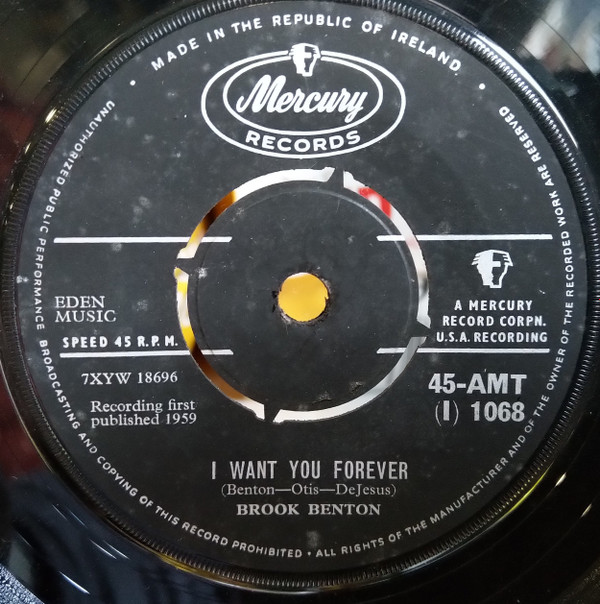 MADE IN THE REPUBLIC OF IRELAND
Mercury
RECORDS
UNAUTHORIZED PUBLIC PERFORMANCE BROADCASTING AND COPYING OF THIS RECORD PROHIBITED • ALL RIGHTS OF THE MANUFACTURER AND OF THE OWNER OF THE RECORDED WORK ARE RESERVED
EDEN
MUSIC
SPEED 45 R.P.M.
A MERCURY
RECORD CORPN.
U.S.A. RECORDING
7XYW 18696
Recording first
published 1959
45-AMT
(I) 1068
I WANT YOU FOREVER
(Benton—Otis—DeJesus)
BROOK BENTON